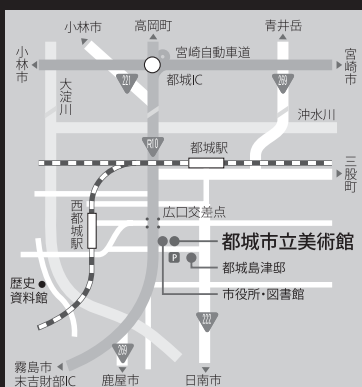 小林市
高岡町
青井岳
小林市
宮崎自動車道
宮崎市
221
都城IC
269
大淀川
沖水川
R10
都城駅
三股町
広口交差点
西都城駅
都城市立美術館
P
都城島津邸
歴史資料館
市役所・図書館
222
269
霧島市
末吉財部IC
鹿屋市
日南市